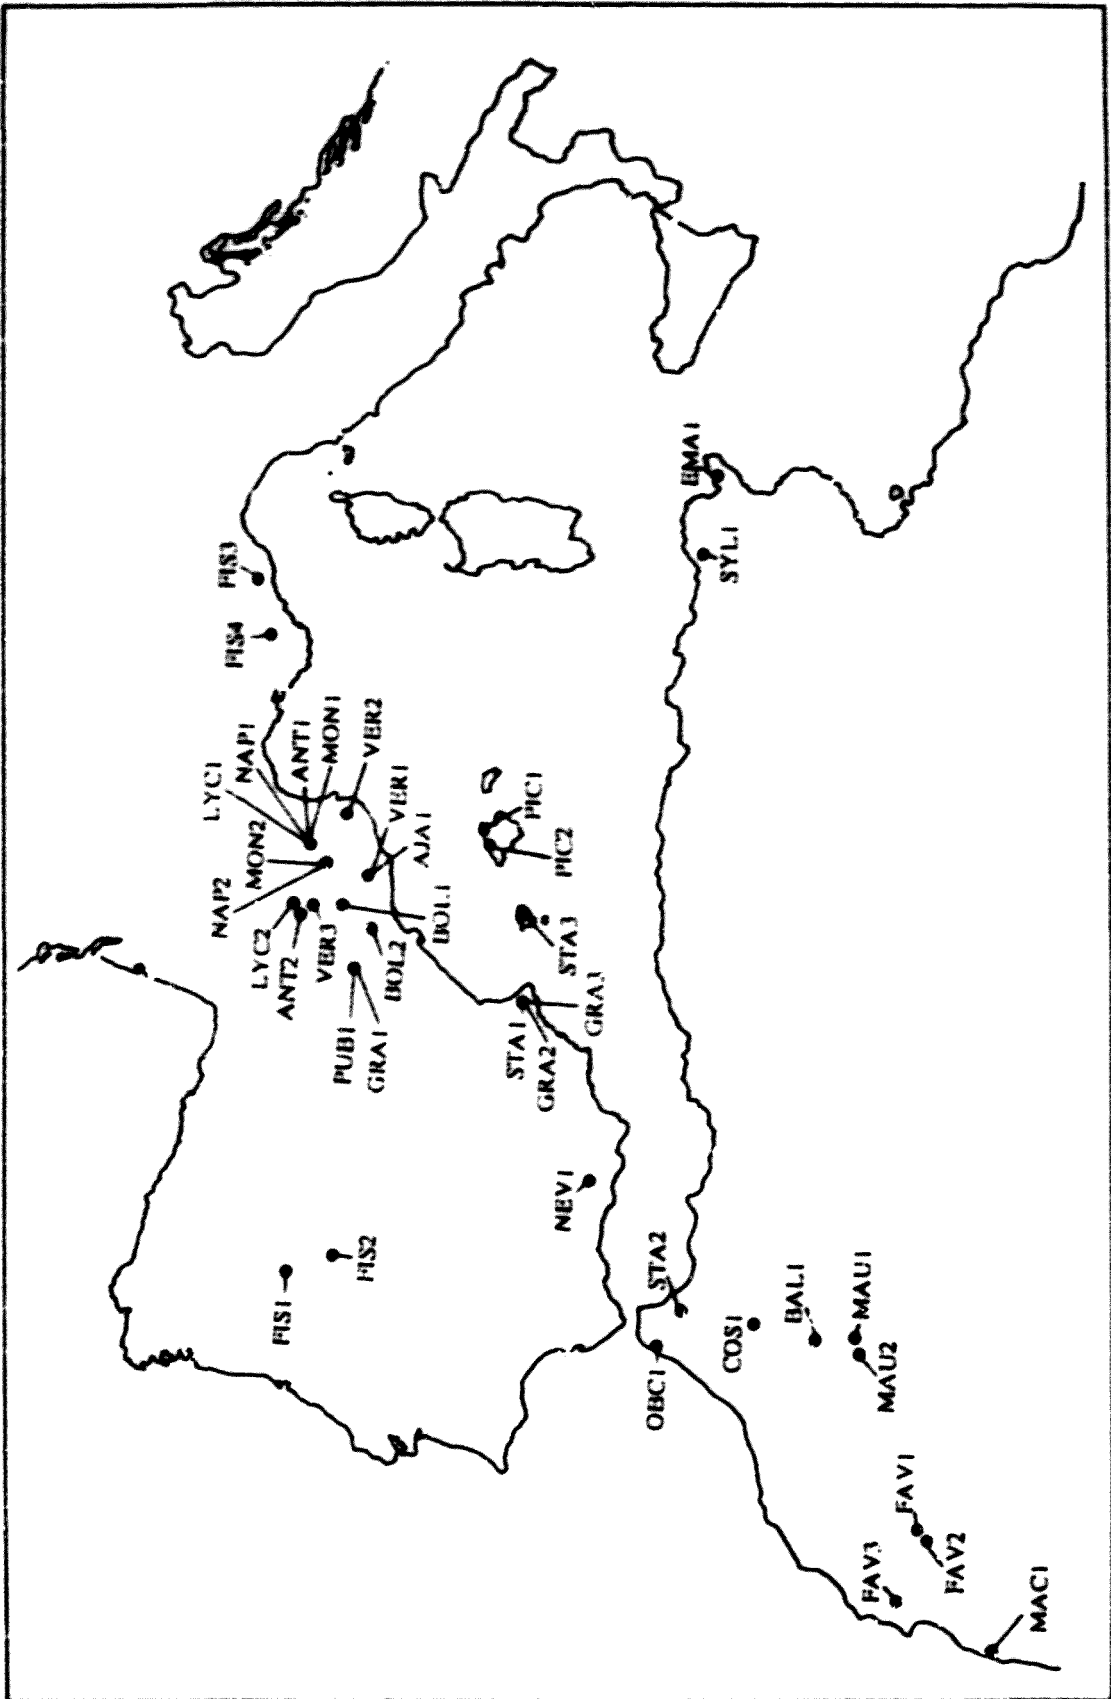 FIS3
FIS4
LYC1
NAP1
ANT1
MON1
VER2
MON2
NAP2
VER1
AJA1
LYC2
ANT2
VER3
BOL1
BOL2
PUB1
GRA1
PIC1
PIC2
STA3
STA1
GRA2
GRA3
NEV1
FIS1
FIS2
EMA1
SYL1
STA2
OBC1
COS1
BAL1
MAU1
MAU2
FAV1
FAV2
FAV3
MAC1